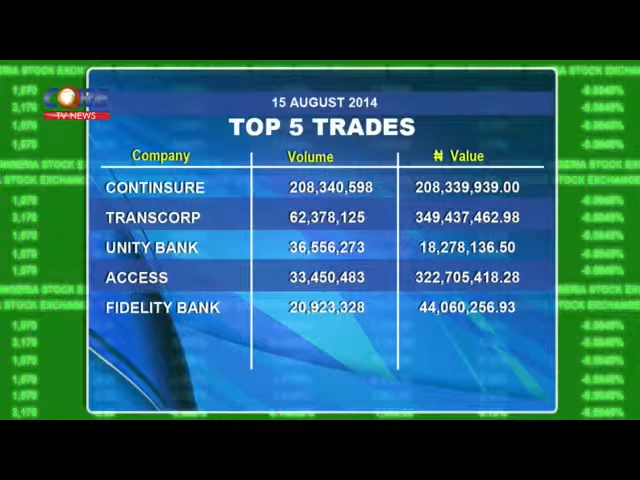 CORE
TV NEWS
15 AUGUST 2014
TOP 5 TRADES
Company Volume ₦ Value
CONTINSURE 208,340,598 208,339,939.00
TRANSCORP 62,378,125 349,437,462.98
UNITY BANK 36,556,273 18,278,136.50
ACCESS 33,450,483 322,705,418.28
FIDELITY BANK 20,923,328 44,060,256.93